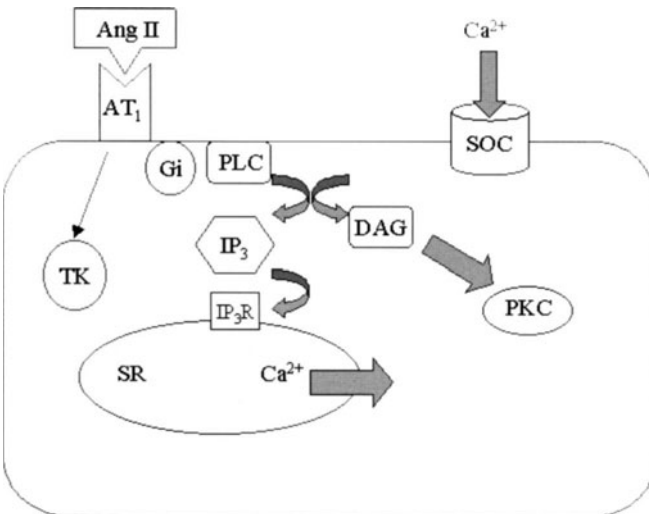 Ang II
Ca²⁺
AT₁
SOC
Gi
PLC
DAG
IP₃
TK
IP₃R
PKC
SR
Ca²⁺